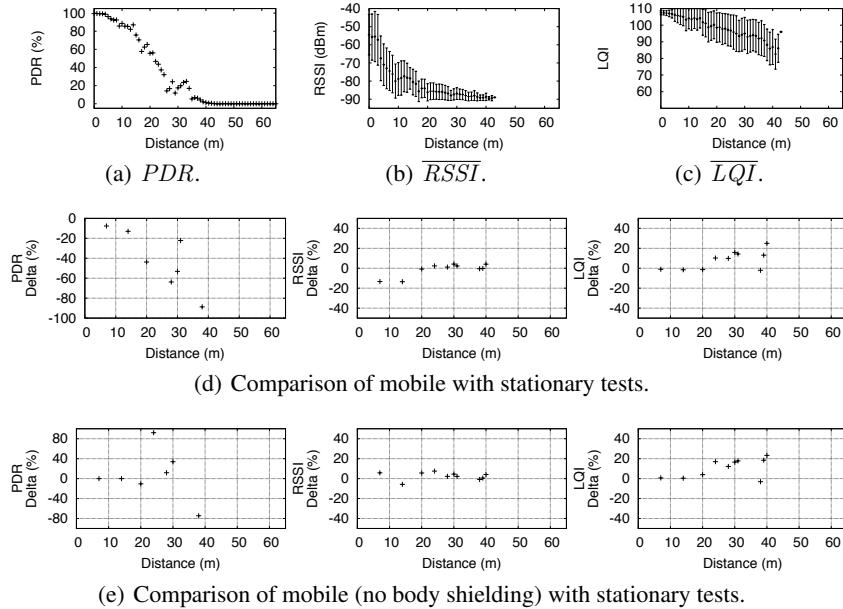 PDR (%)
100
80
60
40
20
0
0 10 20 30 40 50 60
Distance (m)
(a) PDR.
RSSI (dBm)
-40
-50
-60
-70
-80
-90
0 10 20 30 40 50 60
Distance (m)
(b) RSSI.
LQI
110
100
90
80
70
60
0 10 20 30 40 50 60
Distance (m)
(c) LQI.
PDR
Delta (%)
0
-20
-40
-60
-80
-100
0 10 20 30 40 50 60
Distance (m)
RSSI
Delta (%)
40
20
0
-20
-40
0 10 20 30 40 50 60
Distance (m)
LQI
Delta (%)
40
20
0
-20
-40
0 10 20 30 40 50 60
Distance (m)
(d) Comparison of mobile with stationary tests.
PDR
Delta (%)
80
40
0
-40
-80
0 10 20 30 40 50 60
Distance (m)
RSSI
Delta (%)
40
20
0
-20
-40
0 10 20 30 40 50 60
Distance (m)
LQI
Delta (%)
40
20
0
-20
-40
0 10 20 30 40 50 60
Distance (m)
(e) Comparison of mobile (no body shielding) with stationary tests.